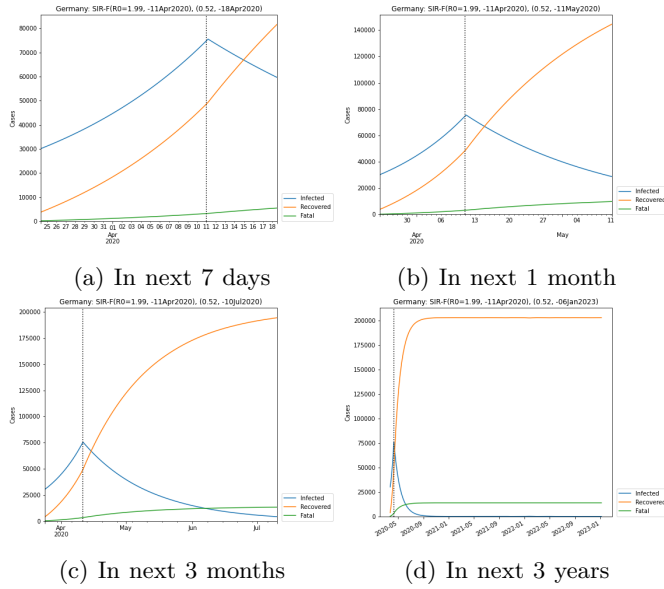 Germany: SIR-F(R0=1.99, -11Apr2020), (0.52, -18Apr2020)
80000
70000
60000
50000
40000
30000
20000
10000
0
Cases
25 26 27 28 29 30 31 01 02 03 04 05 06 07 08 09 10 11 12 13 14 15 16 17 18
Apr
2020
Infected
Recovered
Fatal
(a) In next 7 days
Germany: SIR-F(R0=1.99, -11Apr2020), (0.52, -11May2020)
140000
120000
100000
80000
60000
40000
20000
0
Cases
30 06 13 20 27 04 11
Apr May
2020
Infected
Recovered
Fatal
(b) In next 1 month
Germany: SIR-F(R0=1.99, -11Apr2020), (0.52, -10Jul2020)
200000
175000
150000
125000
100000
75000
50000
25000
0
Cases
Apr May Jun Jul
2020
Infected
Recovered
Fatal
(c) In next 3 months
Germany: SIR-F(R0=1.99, -11Apr2020), (0.52, -06Jan2023)
200000
175000
150000
125000
100000
75000
50000
25000
0
Cases
2020-05 2020-09 2021-01 2021-05 2021-09 2022-01 2022-05 2022-09 2023-01
Infected
Recovered
Fatal
(d) In next 3 years